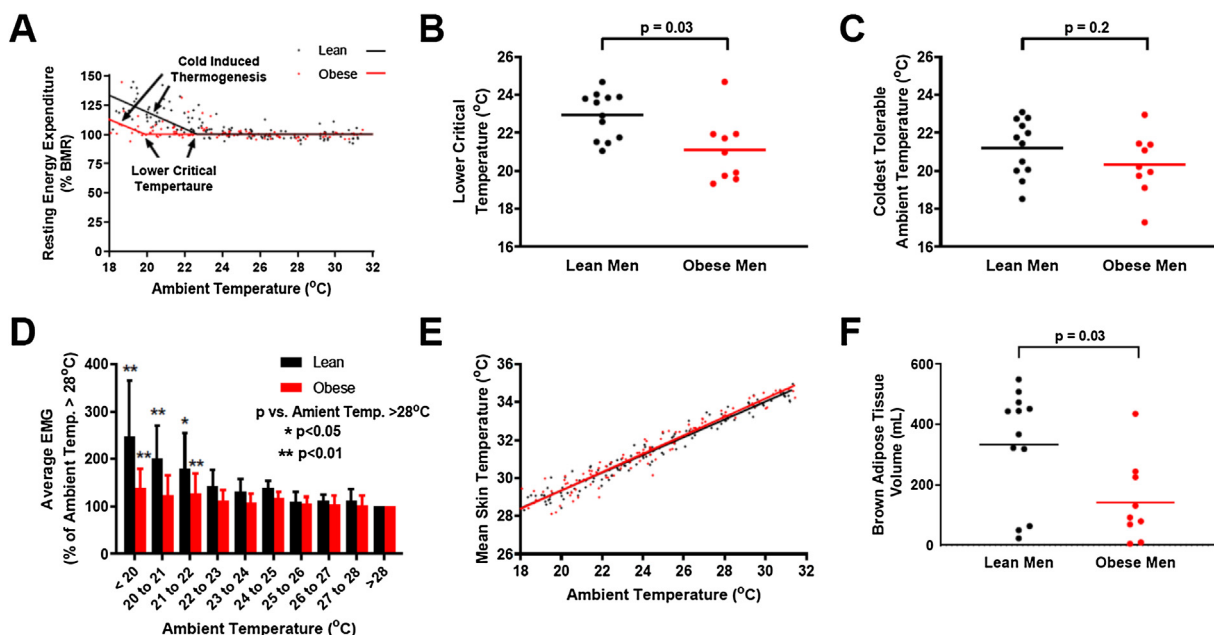 A
Lean
Obese
Cold Induced
Thermogenesis
Lower Critical
Tempertaure
Resting Energy Expenditure
(% BMR)
150
125
100
75
50
25
0
18 20 22 24 26 28 30 32
Ambient Temperature (°C)
B
p = 0.03
Lower Critical
Temperature (°C)
26
24
22
20
18
16
Lean Men Obese Men
C
p = 0.2
Coldest Tolerable
Ambient Temperature (°C)
26
24
22
20
18
16
Lean Men Obese Men
D
Average EMG
(% of Ambient Temp. > 28°C)
400
300
200
100
0
Lean
Obese
p vs. Amient Temp. >28°C
* p<0.05
** p<0.01
** ** *
** **
< 20 20 to 21 21 to 22 22 to 23 23 to 24 24 to 25 25 to 26 26 to 27 27 to 28 >28
Ambient Temperature (°C)
E
Mean Skin Temperature (°C)
36
34
32
30
28
26
18 20 22 24 26 28 30 32
Ambient Temperature (°C)
F
p = 0.03
Brown Adipose Tissue
Volume (mL)
600
400
200
0
Lean Men Obese Men